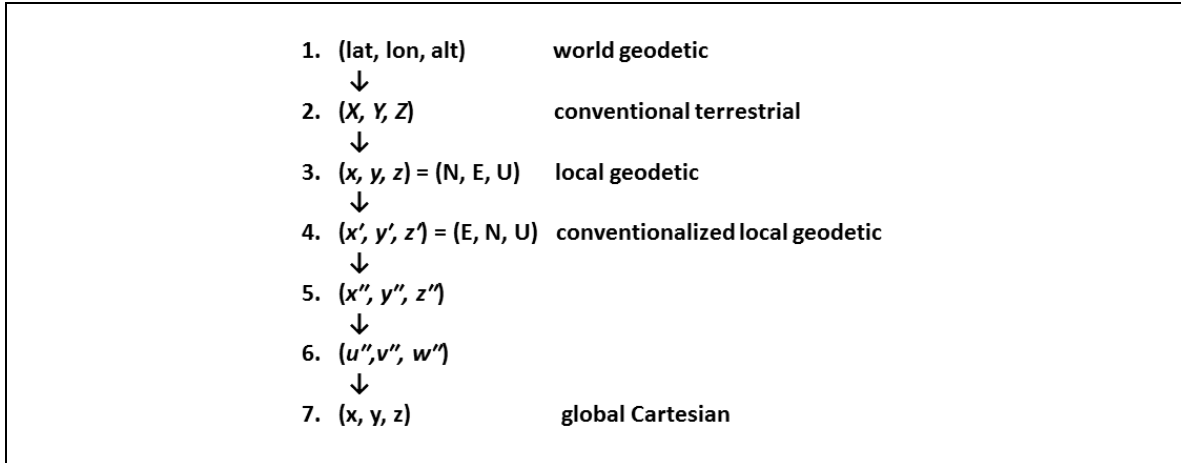 1. (lat, lon, alt) world geodetic
↓
2. (X, Y, Z) conventional terrestrial
↓
3. (x, y, z) = (N, E, U) local geodetic
↓
4. (x′, y′, z′) = (E, N, U) conventionalized local geodetic
↓
5. (x″, y″, z″)
↓
6. (u″,v″, w″)
↓
7. (x, y, z) global Cartesian